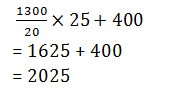 1300/20 × 25 + 400
= 1625 + 400
= 2025